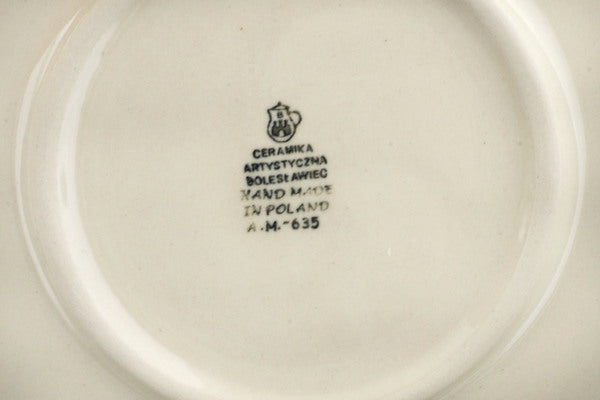 B
CERAMIKA
ARTYSTYCZNA
BOLESŁAWIEC
HAND MADE
IN POLAND
A.M.-635